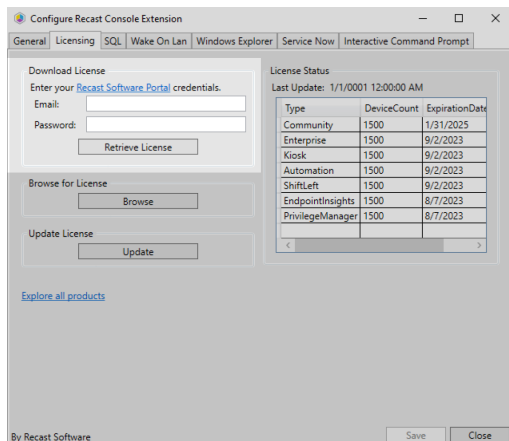 Configure Recast Console Extension
General Licensing SQL Wake On Lan Windows Explorer Service Now Interactive Command Prompt
Download License
Enter your Recast Software Portal credentials.
Email:
Password:
Retrieve License
Browse for License
Browse
Update License
Update
Explore all products
License Status
Last Update: 1/1/0001 12:00:00 AM
Type DeviceCount ExpirationDate
Community 1500 1/31/2025
Enterprise 1500 9/2/2023
Kiosk 1500 9/2/2023
Automation 1500 9/2/2023
ShiftLeft 1500 9/2/2023
EndpointInsights 1500 8/7/2023
PrivilegeManager 1500 8/7/2023
By Recast Software
Save Close